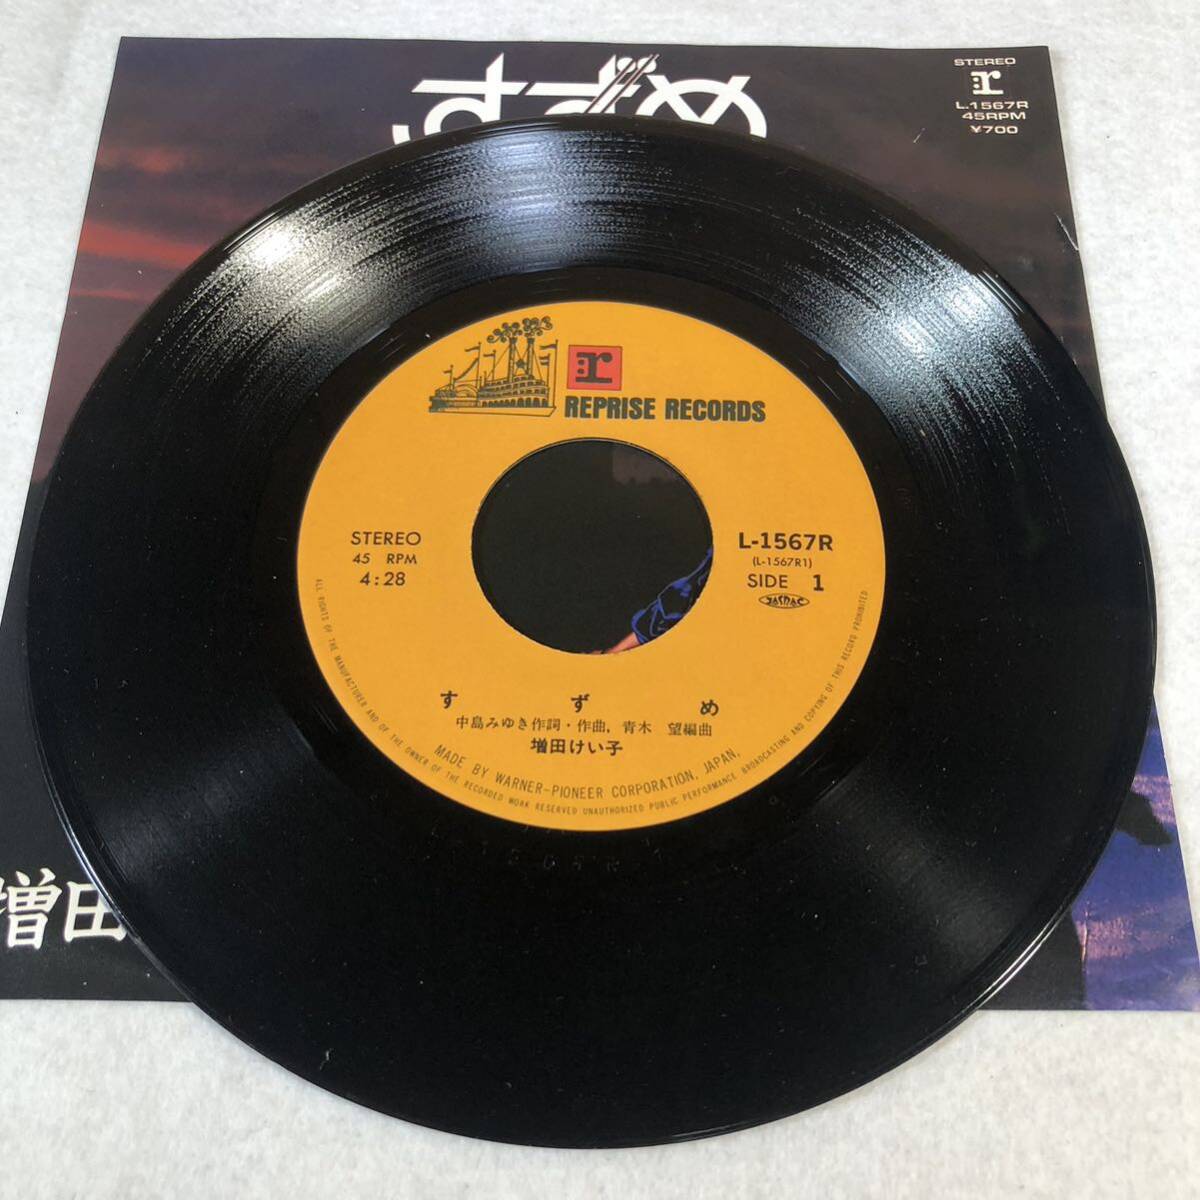 すずめ
STEREO
r
L-1567R
45RPM
¥700
r
REPRISE RECORDS
STEREO
45 RPM
4:28
L-1567R
(L-1567R1)
SIDE 1
JASRAC
すずめ
中島みゆき作詞・作曲, 青木 望編曲
増田けい子
MADE BY WARNER-PIONEER CORPORATION, JAPAN,
ALL RIGHTS OF THE MANUFACTURER AND OF THE OWNER OF THE RECORDED WORK RESERVED UNAUTHORIZED PUBLIC PERFORMANCE BROADCASTING AND COPYING OF THIS RECORD PROHIBITED
増田